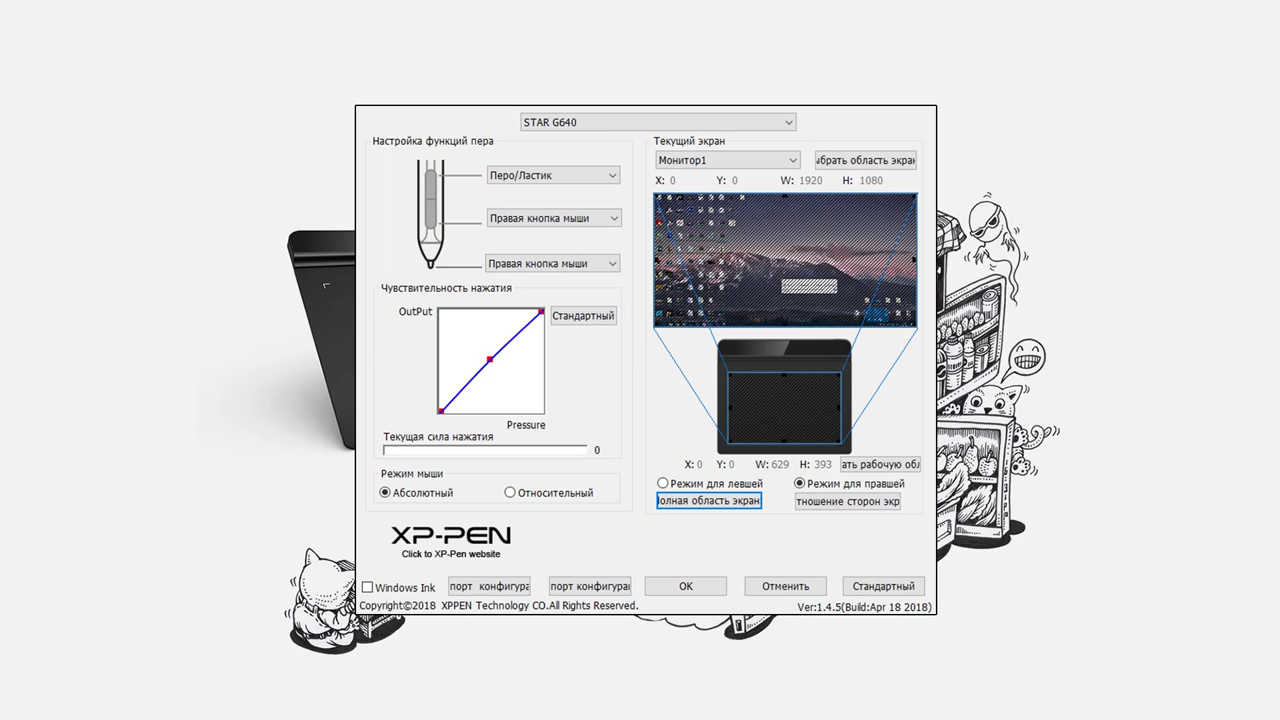 STAR G640
Настройка функций пера
Перо/Ластик
Правая кнопка мыши
Правая кнопка мыши
Чувствительность нажатия
OutPut
Стандартный
Pressure
Текущая сила нажатия
0
Режим мыши
Абсолютный
Относительный
Текущий экран
Монитор1
ыбрать область экран
X: 0 Y: 0 W: 1920 H: 1080
X: 0 Y: 0 W: 629 H: 393
ать рабочую обл
Режим для левшей
Режим для правшей
олная область экран
тношение сторон экр
XP-PEN
Click to XP-Pen website
Windows Ink
порт конфигура
порт конфигурац
OK
Отменить
Стандартный
Copyright©2018 XPPEN Technology CO.All Rights Reserved.
Ver:1.4.5(Build:Apr 18 2018)